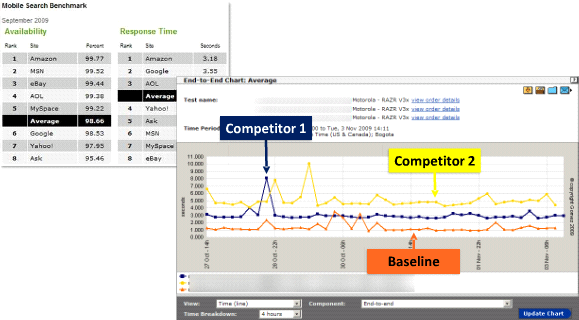 Mobile Search Benchmark
September 2009
Availability
Response Time
Rank Site Percent Rank Site Seconds
1 Amazon 99.77 1 Amazon 3.18
2 MSN 99.52 2 Google 3.55
3 eBay 99.44 3 AOL
4 AOL 99.38 Average
5 MySpace 99.22 4 Yahoo!
Average 98.66 5 Ask
6 Google 98.53 6 MSN
7 Yahoo! 97.95 7 MySp
8 Ask 95.46 8 eBay
End-to-End Chart: Average
Test name:
Motorola - RAZR V3x view order details
Motorola - RAZR V3x view order details
Motorola - RAZR V3x view order details
Time Period
00 to Tue, 3 Nov 2009 14:11
Time (US & Canada); Bogota
Competitor 1
Competitor 2
Baseline
seconds
11.000
10.000
9.000
8.000
7.000
6.000
5.000
4.000
3.000
2.000
1.000
0.000
27 Oct - 14h
28 Oct - 22h
30 Oct - 06h
14h
22h
03 Nov - 06h
©copyright Gomez 2009
View: Time (line) Component: End-to-end
Time Breakdown: 4 hours Update Chart